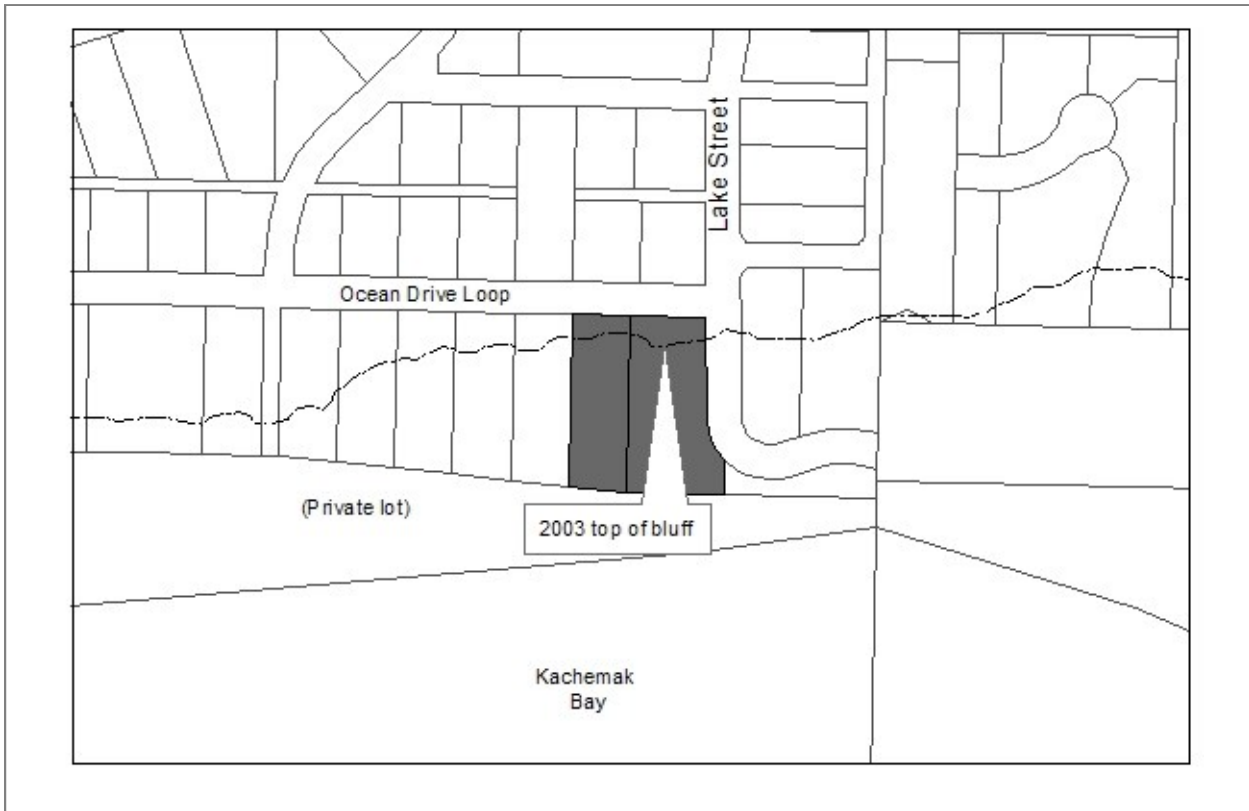 Lake Street
Ocean Drive Loop
(Private lot)
2003 top of bluff
Kachemak
Bay